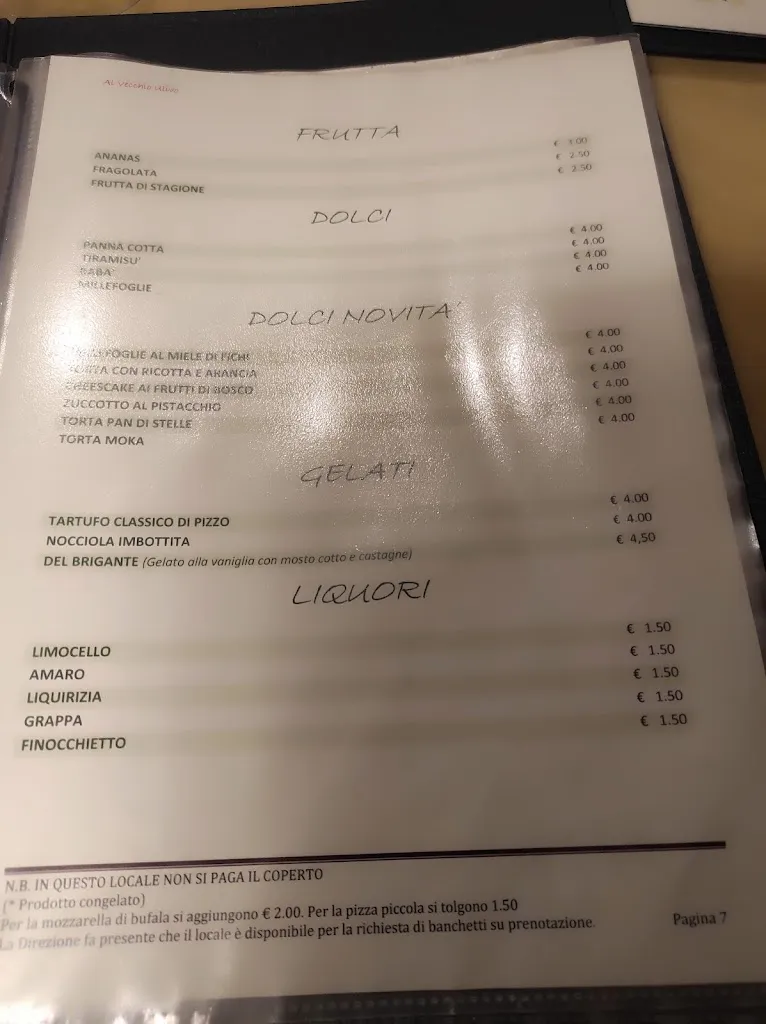 Al Vecchio Ulivo
FRUTTA
ANANAS € 3.00
FRAGOLATA € 2.50
FRUTTA DI STAGIONE € 2.50
DOLCI
PANNA COTTA € 4.00
TIRAMISU' € 4.00
BABA' € 4.00
MILLEFOGLIE € 4.00
DOLCI NOVITA'
AL MIELE DI FICHI € 4.00
CON RICOTTA E ARANCIA € 4.00
CHEESCAKE AI FRUTTI DI BOSCO € 4.00
ZUCCOTTO AL PISTACCHIO € 4.00
TORTA PAN DI STELLE € 4.00
TORTA MOKA € 4.00
GELATI
TARTUFO CLASSICO DI PIZZO € 4.00
NOCCIOLA IMBOTTITA € 4.00
DEL BRIGANTE (Gelato alla vaniglia con mosto cotto e castagne) € 4,50
LIQUORI
LIMOCELLO € 1.50
AMARO € 1.50
LIQUIRIZIA € 1.50
GRAPPA € 1.50
FINOCCHIETTO € 1.50
N.B. IN QUESTO LOCALE NON SI PAGA IL COPERTO
(* Prodotto congelato)
Per la mozzarella di bufala si aggiungono € 2.00. Per la pizza piccola si tolgono 1.50
La Direzione fa presente che il locale è disponibile per la richiesta di banchetti su prenotazione.
Pagina 7